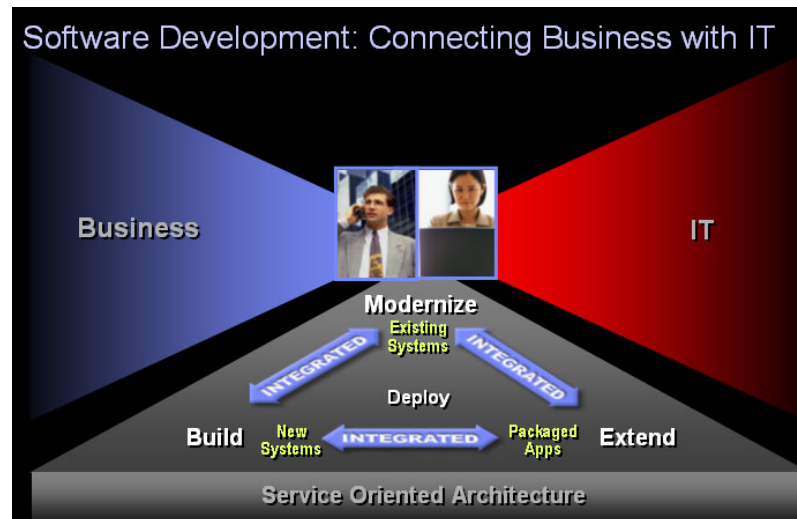 Software Development: Connecting Business with IT
Business
IT
Modernize
Existing
Systems
INTEGRATED
INTEGRATED
Deploy
Build
New
Systems
INTEGRATED
Packaged
Apps
Extend
Service Oriented Architecture